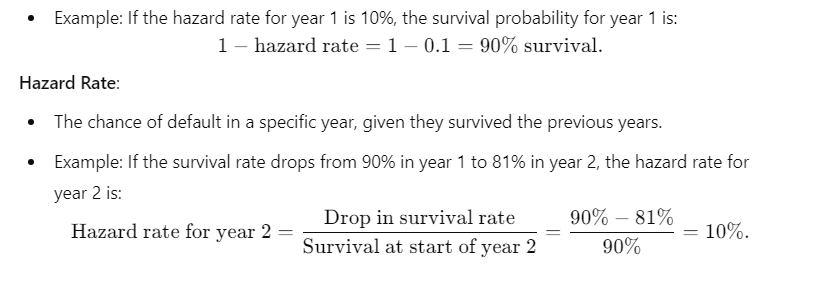 • Example: If the hazard rate for year 1 is 10%, the survival probability for year 1 is:
1 − hazard rate = 1 − 0.1 = 90% survival.
Hazard Rate:
• The chance of default in a specific year, given they survived the previous years.
• Example: If the survival rate drops from 90% in year 1 to 81% in year 2, the hazard rate for
year 2 is:
Hazard rate for year 2 = Drop in survival rate / Survival at start of year 2 = 90% − 81% / 90% = 10%.